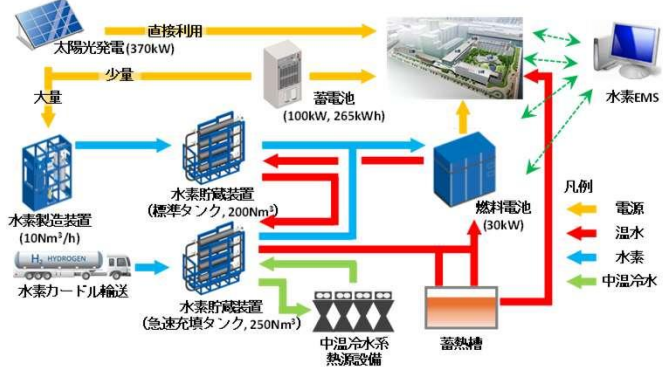 直接利用
太陽光発電(370kW)
少量
大量
蓄電池
(100kW, 265kWh)
水素EMS
水素製造装置
(10Nm³/h)
水素貯蔵装置
(標準タンク, 200Nm³)
燃料電池
(30kW)
凡例
電源
温水
水素
中温冷水
H₂ HYDROGEN
水素カードル輸送
水素貯蔵装置
(急速充填タンク, 250Nm³)
中温冷水系
熱源設備
蓄熱槽